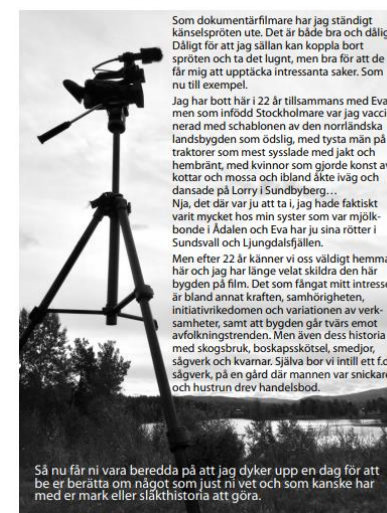 Som dokumentärfilmare har jag ständigt
känselspröten ute. Det är både bra och dålig
Dåligt för att jag sällan kan koppla bort
spröten och ta det lugnt, men bra för att de
får mig att upptäcka intressanta saker. Som
nu till exempel.
Jag har bott här i 22 år tillsammans med Eva
men som infödd Stockholmare var jag vacci
nerad med schablonen av den norrländska
landsbygden som ödslig, med tysta män på
traktorer som mest sysslade med jakt och
hembränt, med kvinnor som gjorde konst av
kottar och mossa och ibland åkte iväg och
dansade på Lorry i Sundbyberg…
Nja, det där var ju att ta i, jag hade faktiskt
varit mycket hos min syster som var mjölk-
bonde i Ådalen och Eva har ju sina rötter i
Sundsvall och Ljungdalsfjällen.
Men efter 22 år känner vi oss väldigt hemma
här och jag har länge velat skildra den här
bygden på film. Det som fångat mitt intresse
är bland annat kraften, samhörigheten,
initiativrikedomen och variationen av verk-
samheter, samt att bygden går tvärs emot
avfolkningstrenden. Men även dess historia
med skogsbruk, boskapsskötsel, smedjor,
sågverk och kvarnar. Själva bor vi intill ett f.d
sågverk, på en gård där mannen var snickare
och hustrun drev handelsbod.
Så nu får ni vara beredda på att jag dyker upp en dag för att
be er berätta om något som just ni vet och som kanske har
med er mark eller släkthistoria att göra.